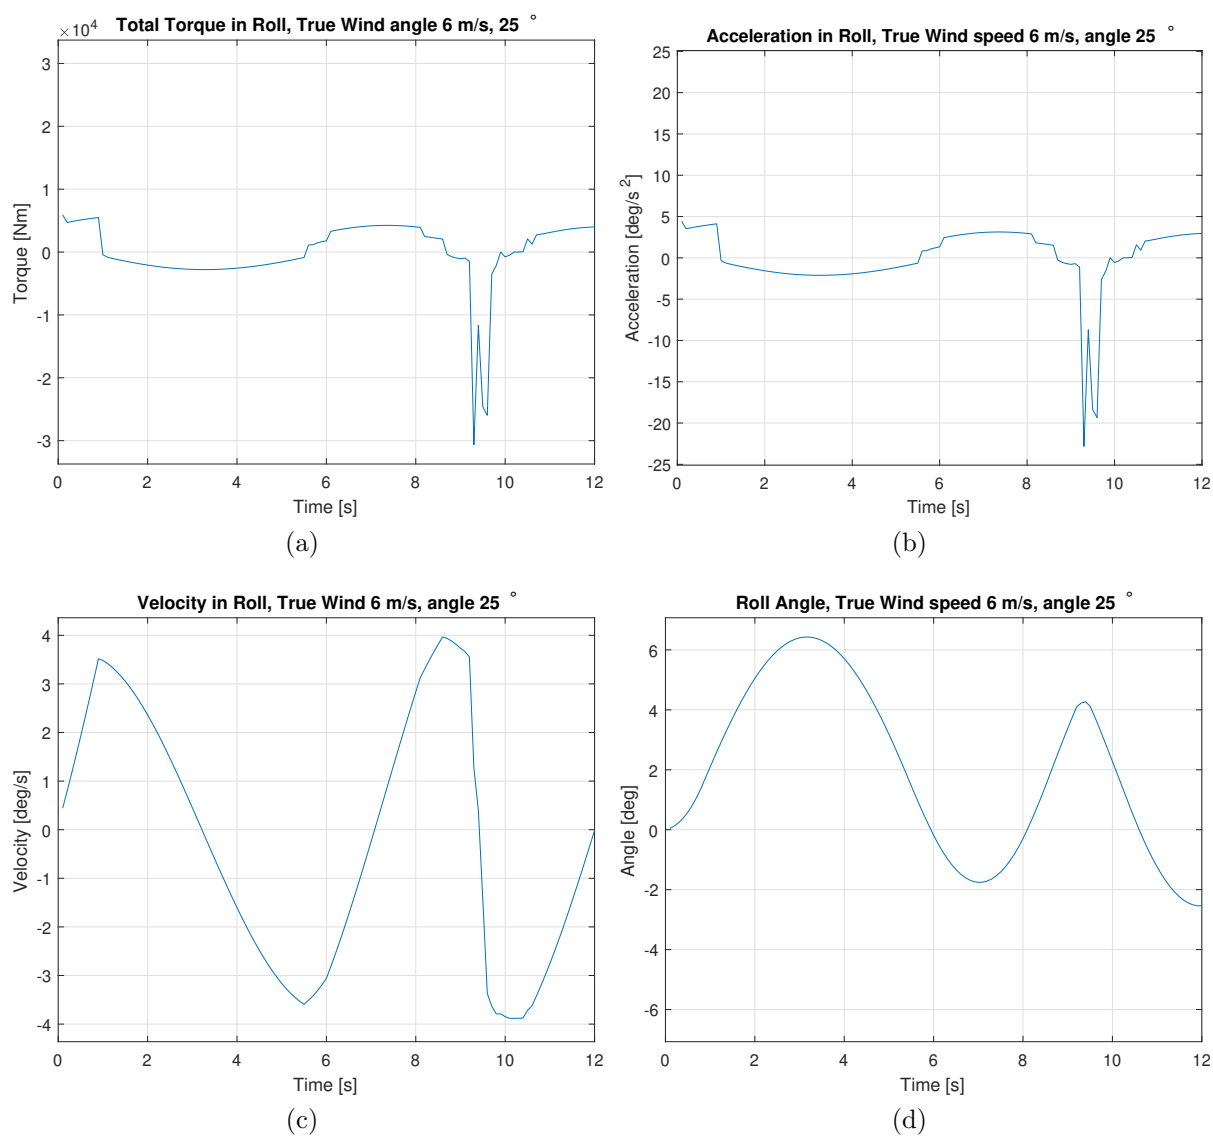 Total Torque in Roll, True Wind angle 6 m/s, 25 °
×10⁴
3
2
1
0
-1
-2
-3
Torque [Nm]
0 2 4 6 8 10 12
Time [s]
(a)
Acceleration in Roll, True Wind speed 6 m/s, angle 25 °
25
20
15
10
5
0
-5
-10
-15
-20
-25
Acceleration [deg/s ²]
0 2 4 6 8 10 12
Time [s]
(b)
Velocity in Roll, True Wind 6 m/s, angle 25 °
4
3
2
1
0
-1
-2
-3
-4
Velocity [deg/s]
0 2 4 6 8 10 12
Time [s]
(c)
Roll Angle, True Wind speed 6 m/s, angle 25 °
6
4
2
0
-2
-4
-6
Angle [deg]
0 2 4 6 8 10 12
Time [s]
(d)